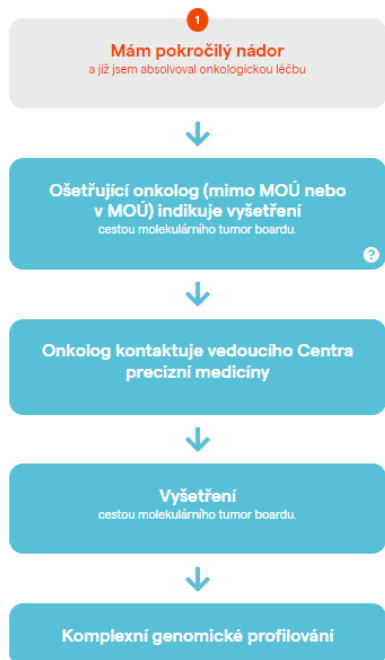 1
Mám pokročilý nádor
a již jsem absolvoval onkologickou léčbu
Ošetřující onkolog (mimo MOÚ nebo
v MOÚ) indikuje vyšetření
cestou molekulárního tumor boardu.
?
Onkolog kontaktuje vedoucího Centra
precizní medicíny
Vyšetření
cestou molekulárního tumor boardu.
Komplexní genomické profilování